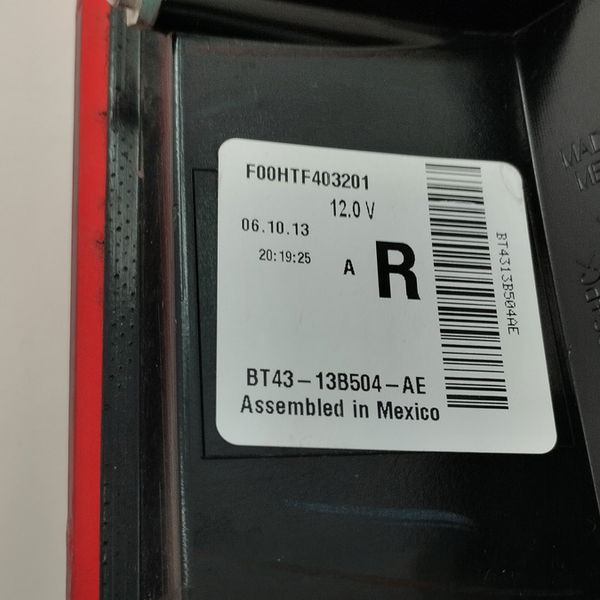 F00HTF403201
12.0 V
06.10.13
20:19:25
A R
BT4313B504AE
BT43-13B504-AE
Assembled in Mexico